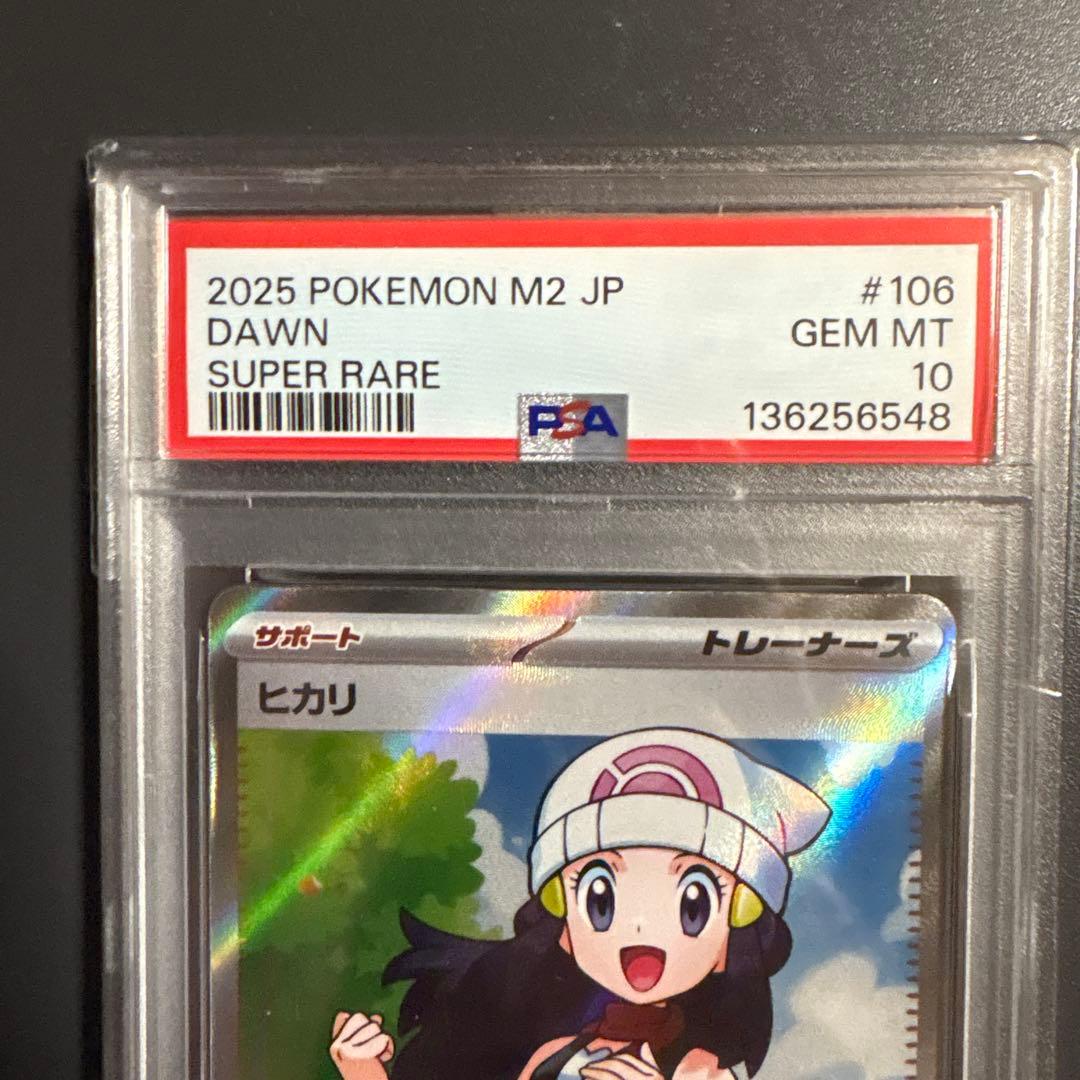 2025 POKEMON M2 JP #106
DAWN GEM MT
SUPER RARE 10
PSA 136256548
サポート トレーナーズ
ヒカリ